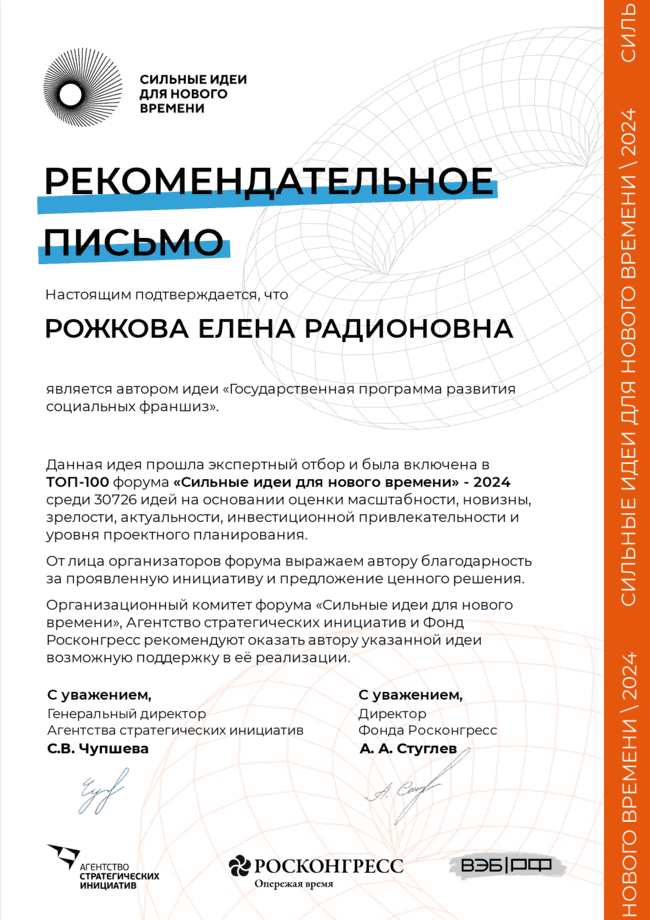 СИЛЬНЫЕ ИДЕИ
ДЛЯ НОВОГО
ВРЕМЕНИ
РЕКОМЕНДАТЕЛЬНОЕ
ПИСЬМО
Настоящим подтверждается, что
РОЖКОВА ЕЛЕНА РАДИОНОВНА
является автором идеи «Государственная программа развития
социальных франшиз».
Данная идея прошла экспертный отбор и была включена в
ТОП-100 форума «Сильные идеи для нового времени» - 2024
среди 30726 идей на основании оценки масштабности, новизны,
зрелости, актуальности, инвестиционной привлекательности и
уровня проектного планирования.
От лица организаторов форума выражаем автору благодарность
за проявленную инициативу и предложение ценного решения.
Организационный комитет форума «Сильные идеи для нового
времени», Агентство стратегических инициатив и Фонд
Росконгресс рекомендуют оказать автору указанной идеи
возможную поддержку в её реализации.
С уважением,
Генеральный директор
Агентства стратегических инициатив
С.В. Чупшева
С уважением,
Директор
Фонда Росконгресс
А. А. Стуглев
АГЕНТСТВО
СТРАТЕГИЧЕСКИХ
ИНИЦИАТИВ
РОСКОНГРЕСС
Опережая время
ВЭБ|РФ
СИЛЬ
СИЛЬНЫЕ ИДЕИ ДЛЯ НОВОГО ВРЕМЕНИ \ 2024
НОВОГО ВРЕМЕНИ \ 2024